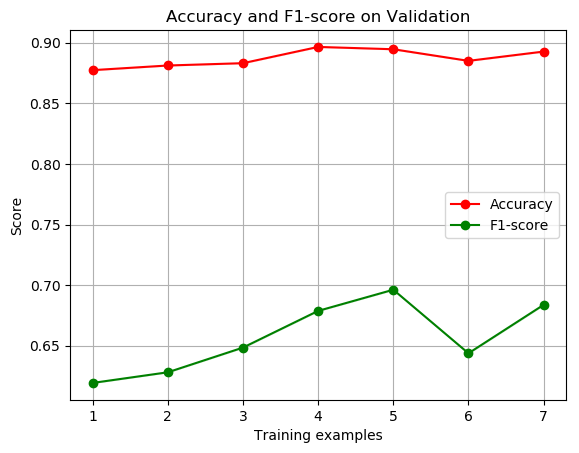 Accuracy and F1-score on Validation
0.90
0.85
0.80
0.75
0.70
0.65
Score
Accuracy
F1-score
1 2 3 4 5 6 7
Training examples